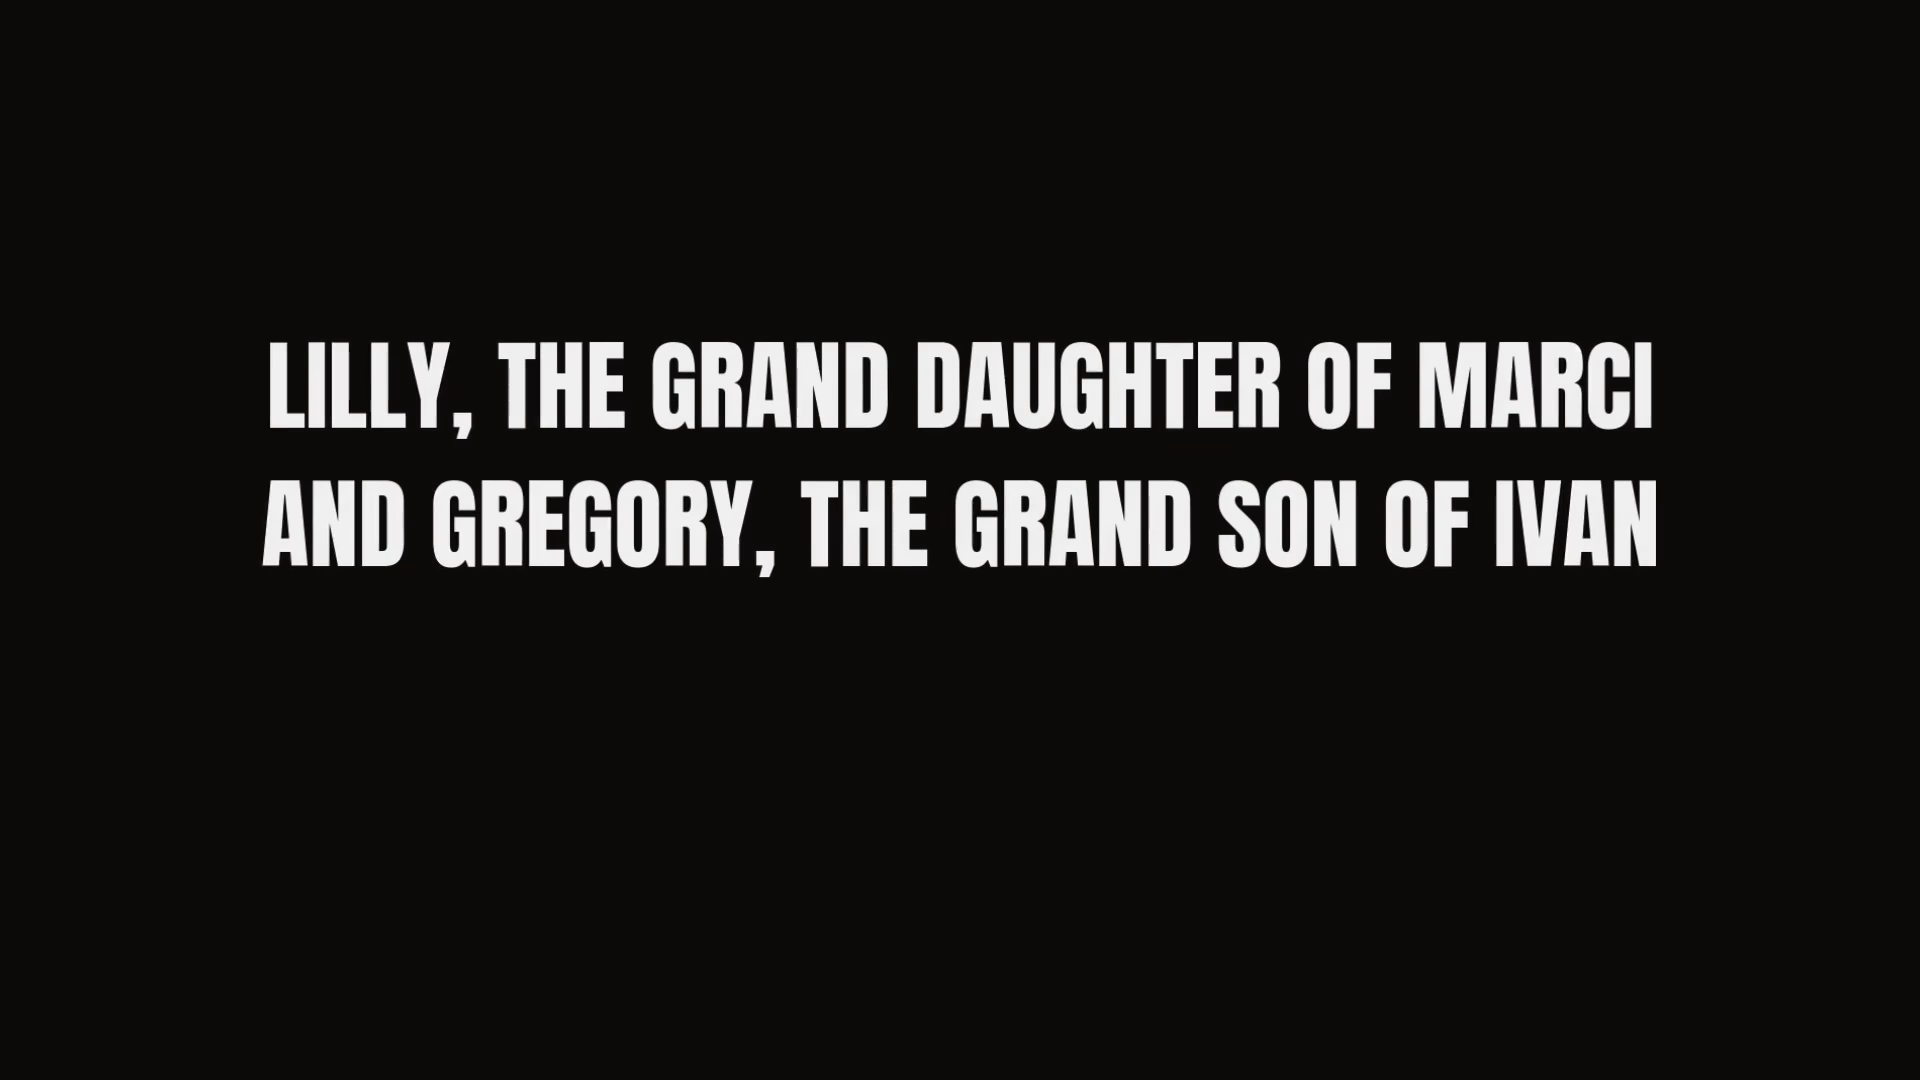 LILLY, THE GRAND DAUGHTER OF MARCI
AND GREGORY, THE GRAND SON OF IVAN